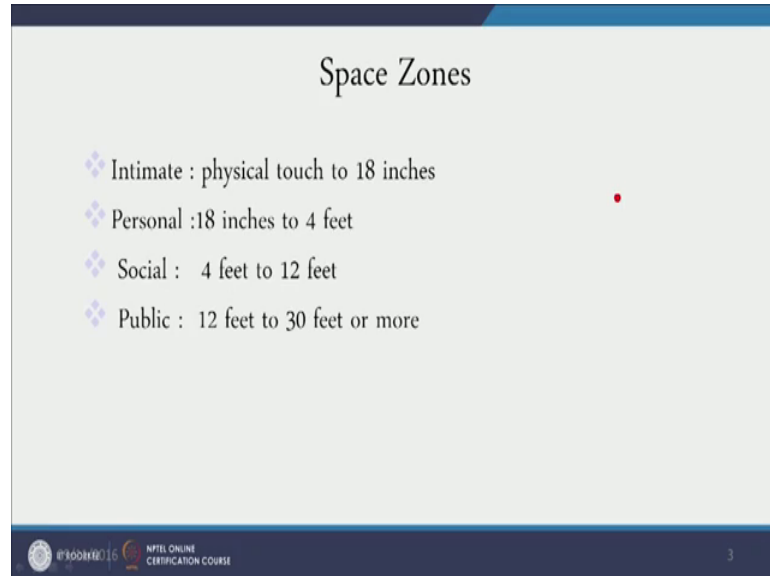 Space Zones
Intimate : physical touch to 18 inches
Personal :18 inches to 4 feet
Social : 4 feet to 12 feet
Public : 12 feet to 30 feet or more
NPTEL ONLINE
CERTIFICATION COURSE
3